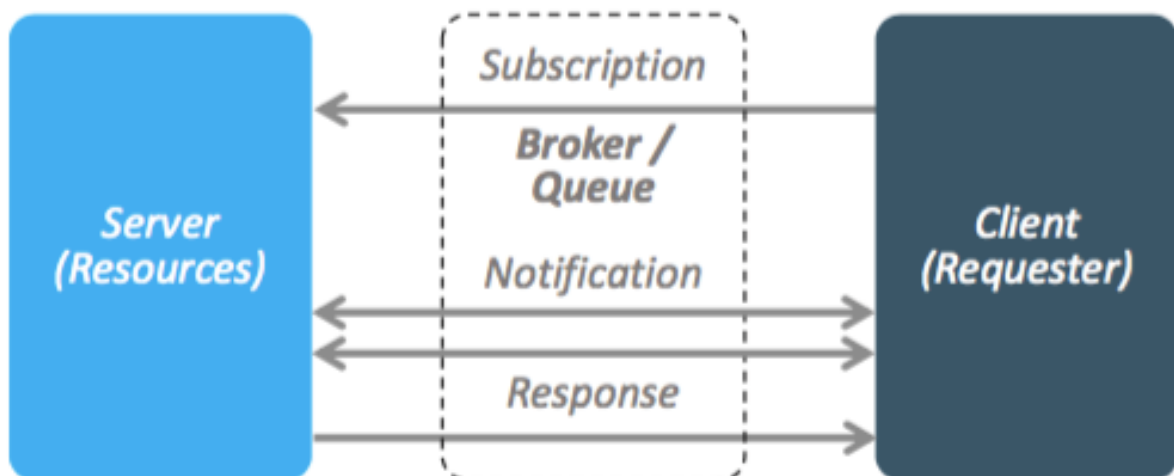 Subscription
Broker /
Queue
Server
(Resources)
Client
(Requester)
Notification
Response